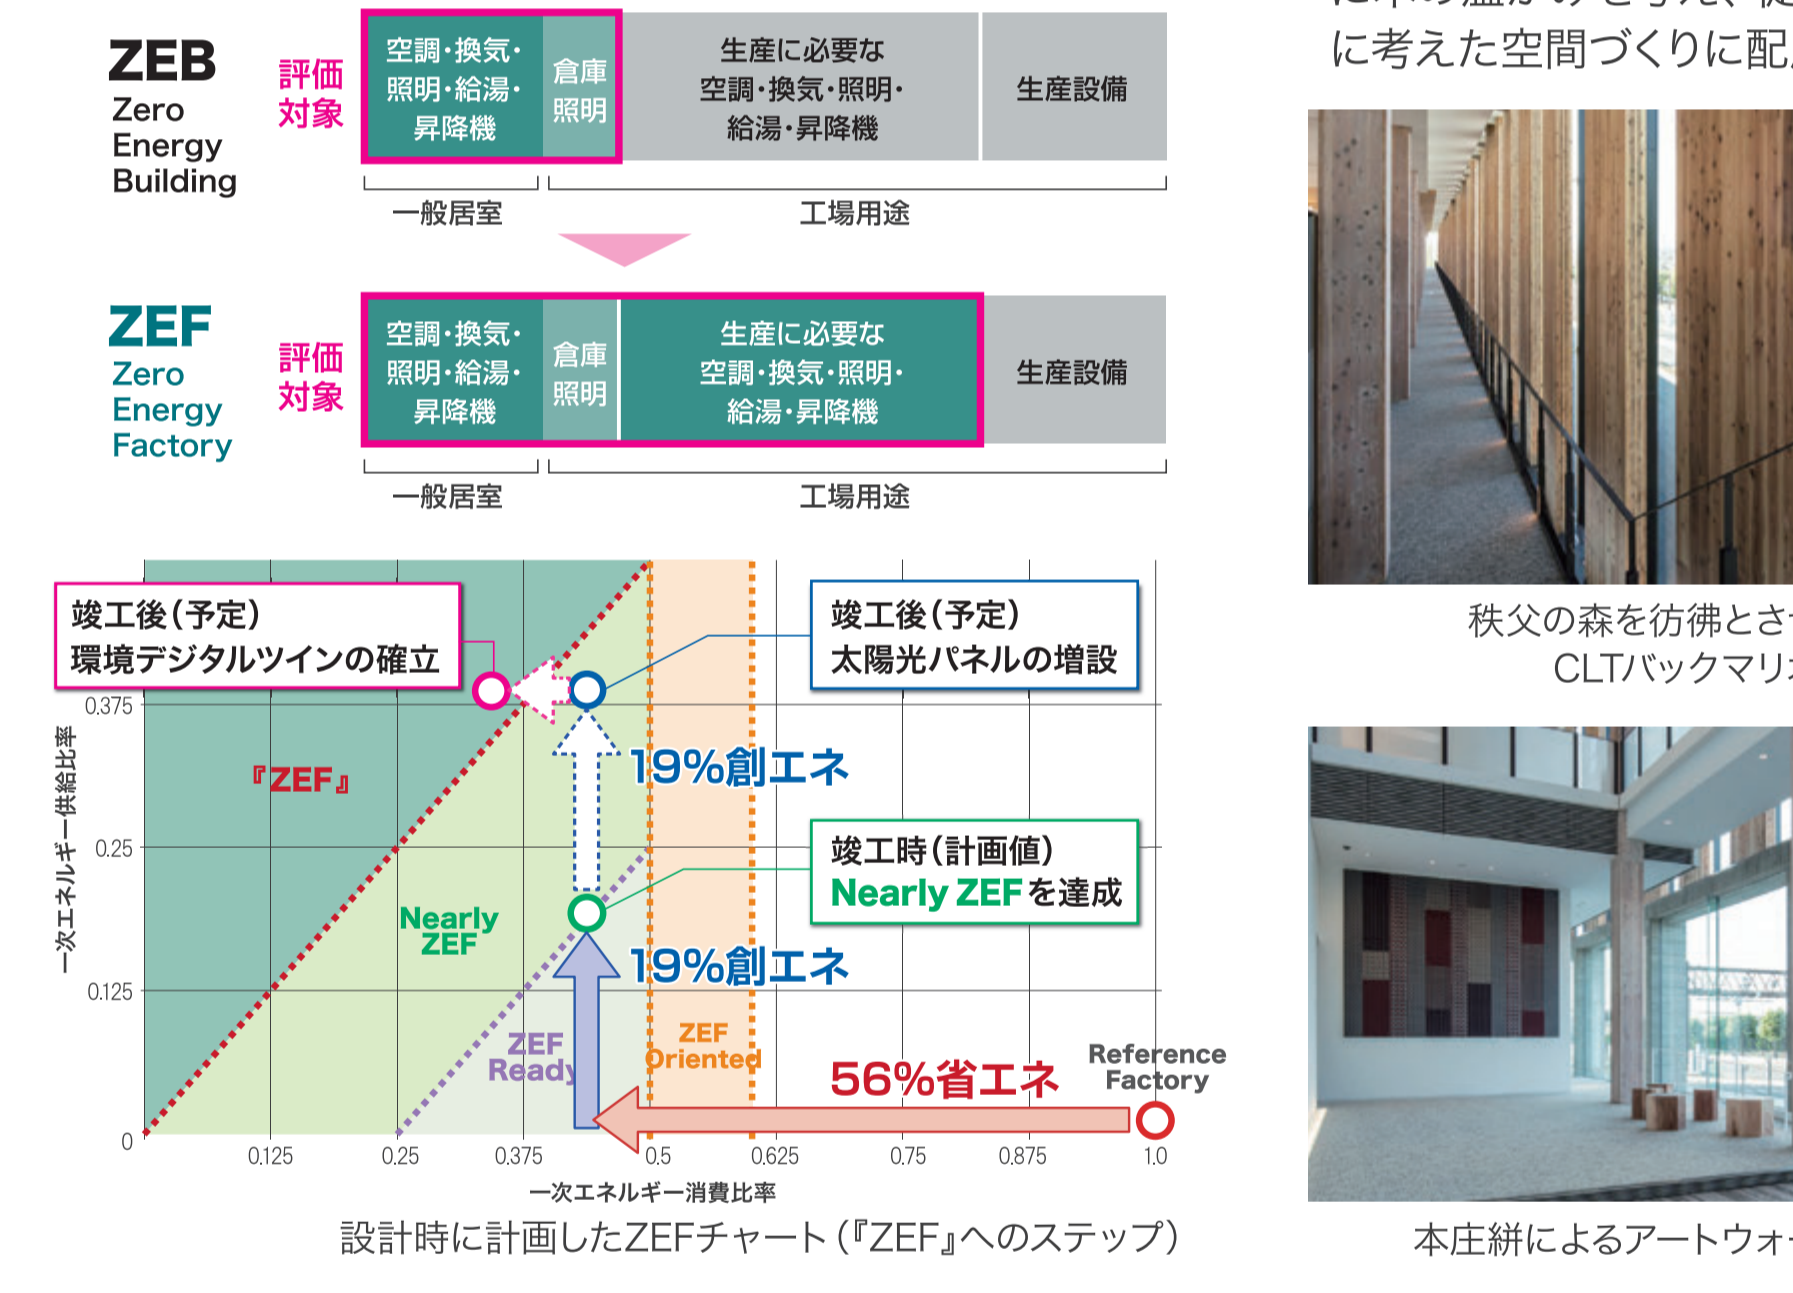 ZEB
Zero
Energy
Building
評価
対象
空調・換気・
照明・給湯・
昇降機
倉庫
照明
生産に必要な
空調・換気・照明・
給湯・昇降機
生産設備
一般居室
工場用途
ZEF
Zero
Energy
Factory
評価
対象
空調・換気・
照明・給湯・
昇降機
倉庫
照明
生産に必要な
空調・換気・照明・
給湯・昇降機
生産設備
一般居室
工場用途
竣工後（予定）
環境デジタルツインの確立
竣工後（予定）
太陽光パネルの増設
0.375
『ZEF』
19%創エネ
一次エネルギー供給比率
0.25
竣工時（計画値）
Nearly ZEFを達成
Nearly
ZEF
19%創エネ
0.125
ZEF
Ready
ZEF
Oriented
56%省エネ
Reference
Factory
0
0.125
0.25
0.375
0.5
0.625
0.75
0.875
1.0
一次エネルギー消費比率
設計時に計画したZEFチャート（『ZEF』へのステップ）
に考えた空間づくりに配
秩父の森を彷彿とさ
CLTバックマリ
本庄絣によるアートウォ